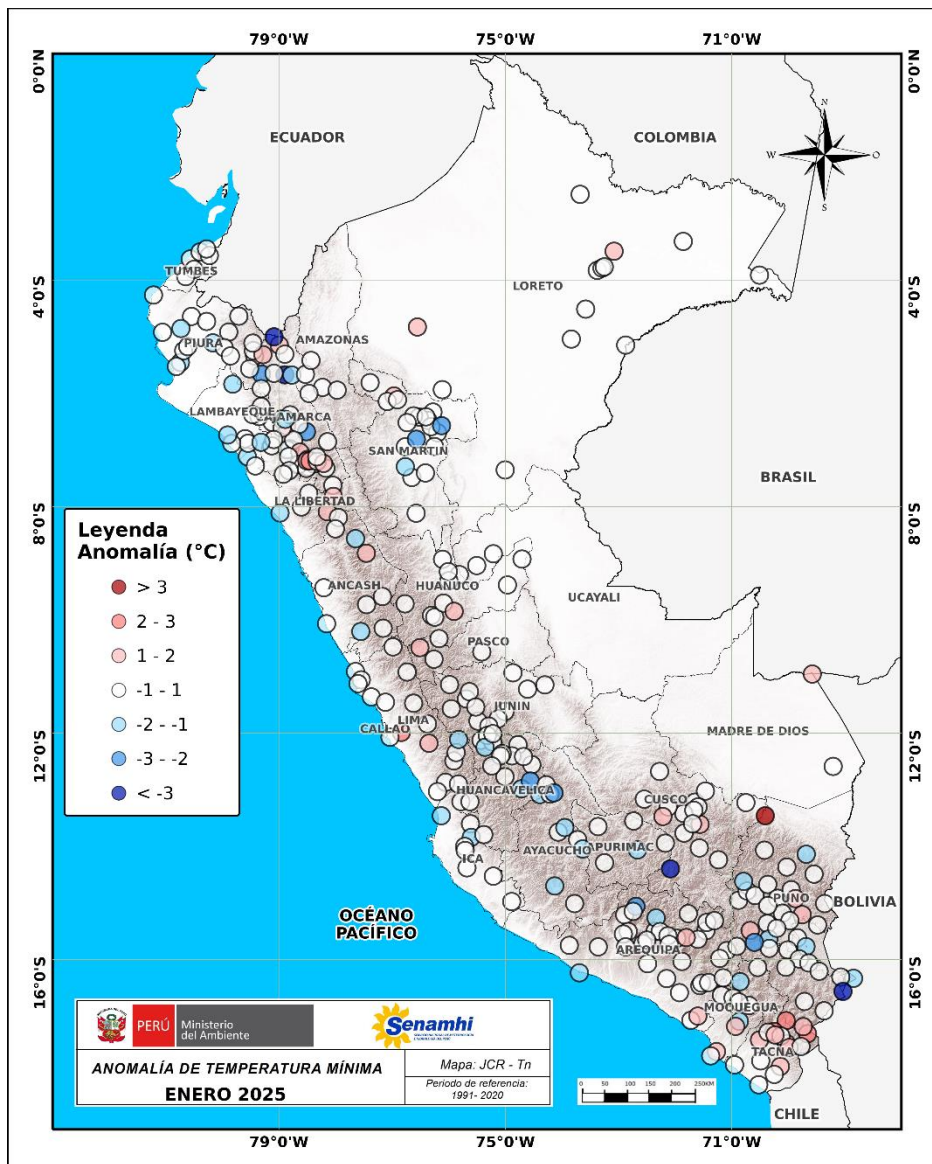 79°0'W 75°0'W 71°0'W
0°0'N 0°0'N
ECUADOR COLOMBIA
N
W O
S
TUMBES
LORETO
4°0'S 4°0'S
PIURA AMAZONAS
LAMBAYEQUE CAJAMARCA
SAN MARTIN
BRASIL
LA LIBERTAD
8°0'S 8°0'S
Leyenda
Anomalía (°C)
> 3
2 - 3
1 - 2
-1 - 1
-2 - -1
-3 - -2
< -3
ANCASH HUANUCO
UCAYALI
PASCO
JUNIN
LIMA
CALLAO
MADRE DE DIOS
12°0'S 12°0'S
HUANCAVELICA CUSCO
AYACUCHO APURIMAC
ICA
PUNO
BOLIVIA
OCÉANO
PACÍFICO
AREQUIPA
16°0'S 16°0'S
MOQUEGUA
TACNA
CHILE
PERÚ Ministerio
del Ambiente
Senamhi
ANOMALÍA DE TEMPERATURA MÍNIMA
ENERO 2025
Mapa: JCR - Tn
Periodo de referencia:
1991- 2020
0 50 100 150 200 250KM
79°0'W 75°0'W 71°0'W